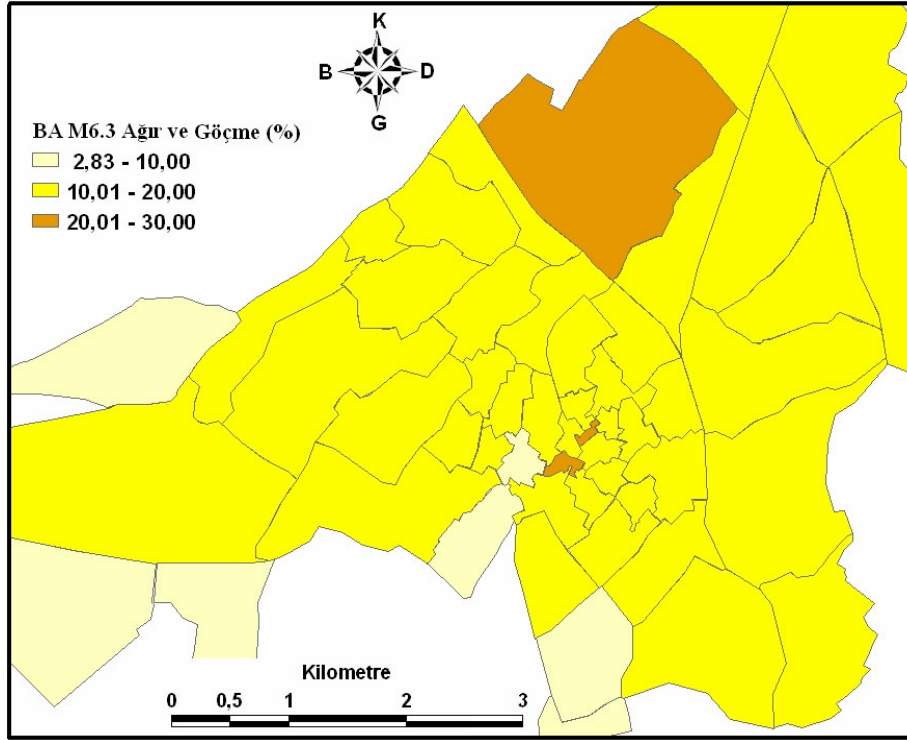 K
B D
G
BA M6.3 Ağır ve Göçme (%)
2,83 - 10,00
10,01 - 20,00
20,01 - 30,00
Kilometre
0 0,5 1 2 3